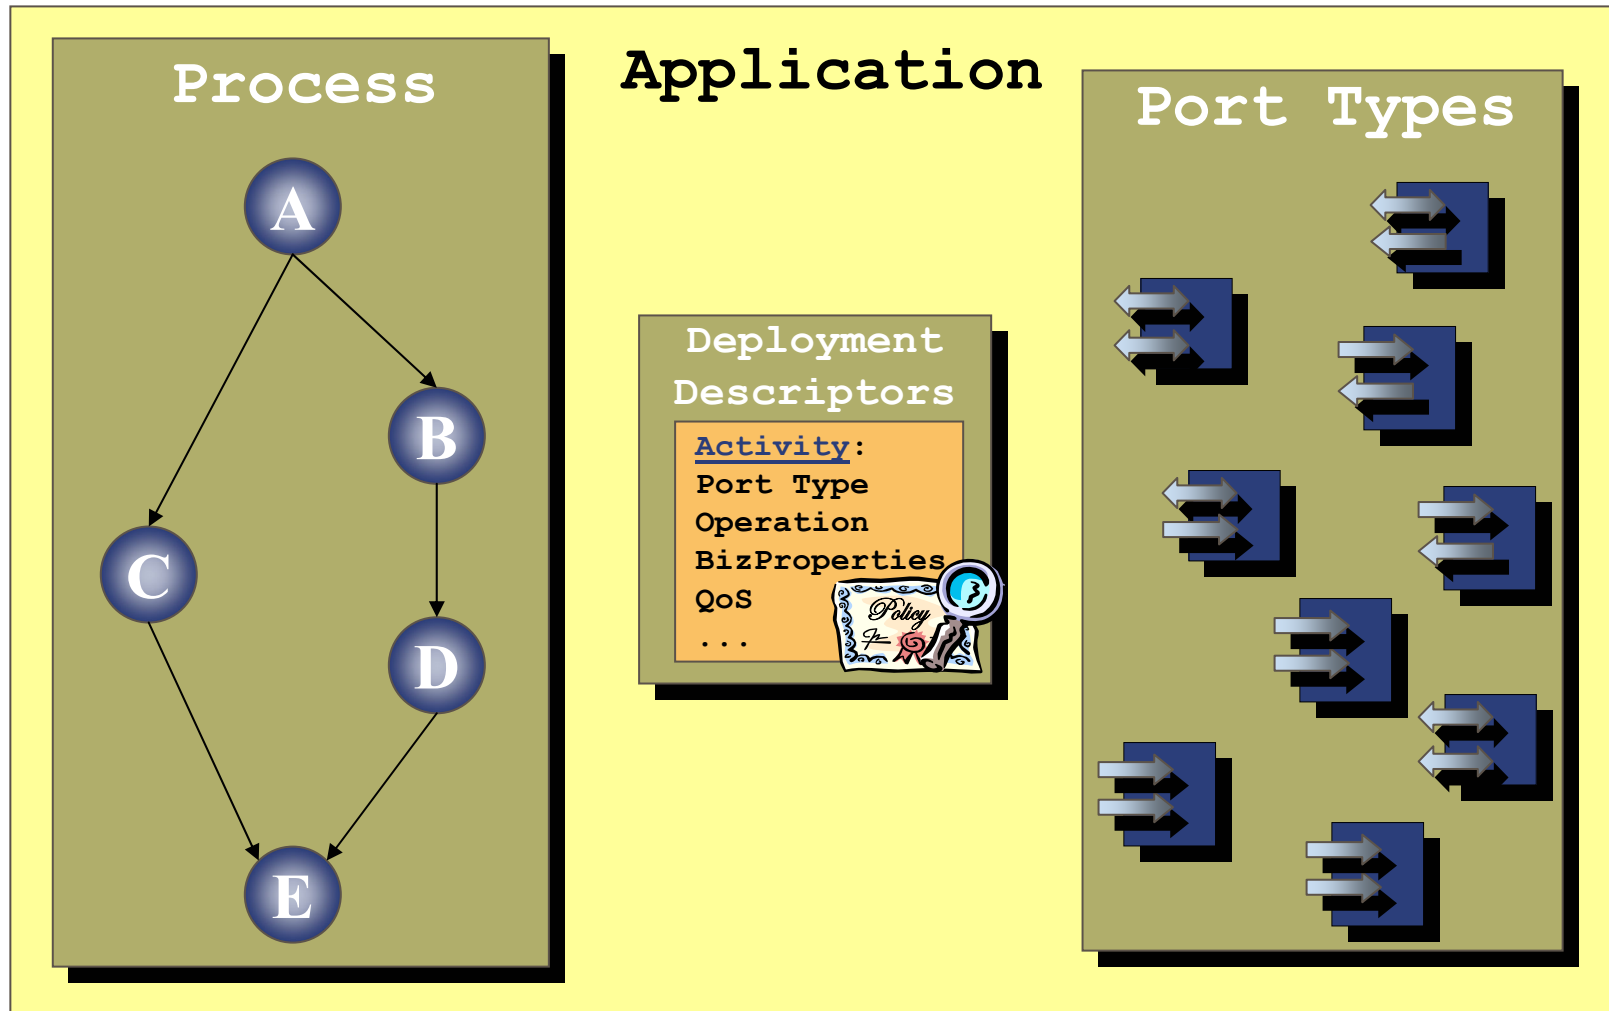 Application
Process
A
B
C
D
E
Deployment
Descriptors
Activity:
Port Type
Operation
BizProperties
QoS
...
Policy
Port Types